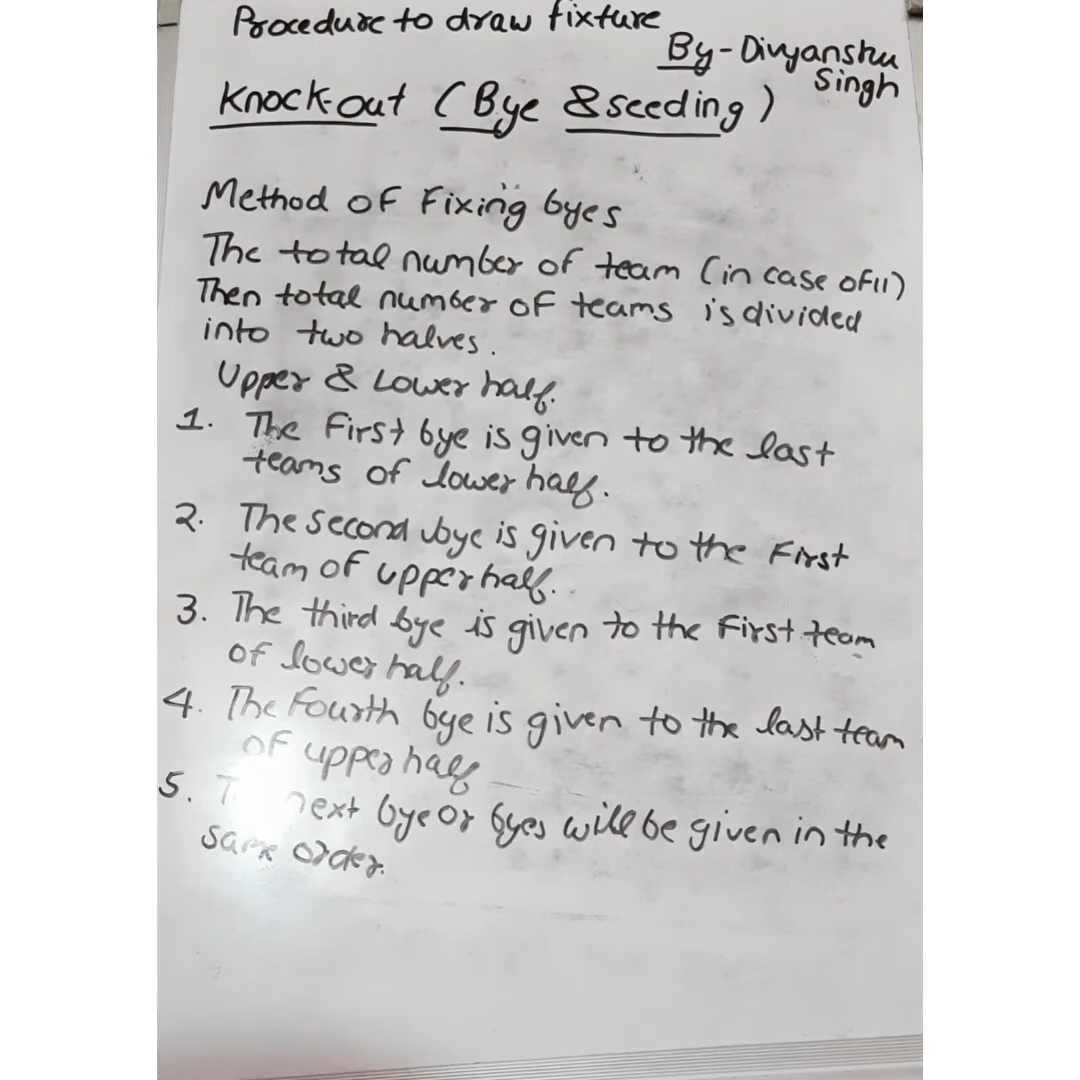 Procedure to draw fixture
By - Divyanshu
Singh
Knock-out (Bye & seeding)
Method of Fixing byes
The total number of team (in case of 11)
Then total number of teams is divided
into two halves.
Upper & Lower half.
1. The First bye is given to the last
teams of lower half.
2. The second bye is given to the First
team of upper half.
3. The third bye is given to the First team
of lower half.
4. The Fourth bye is given to the last team
of upper half
5. next bye or byes will be given in the
same order.